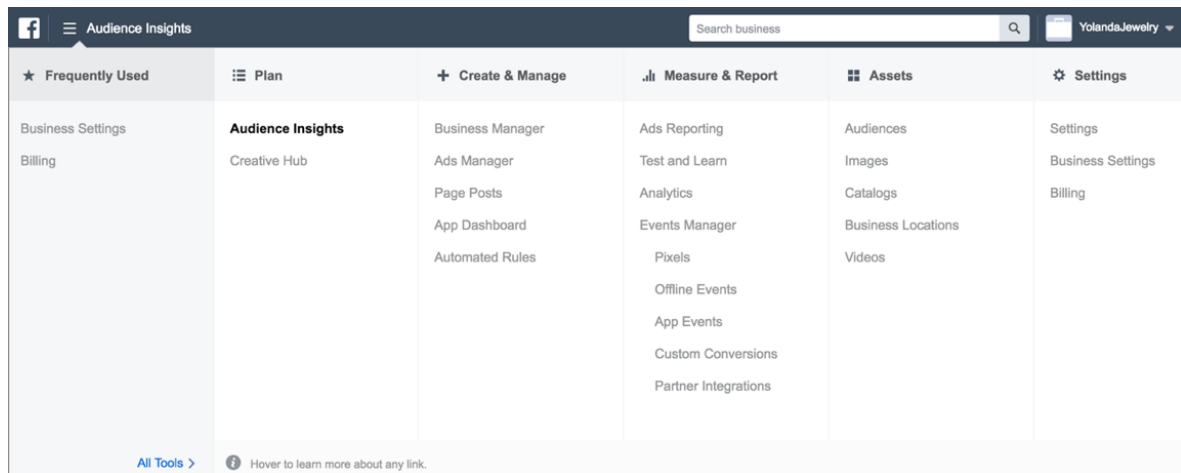 f Audience Insights Search business YolandaJewelry
Frequently Used
Business Settings
Billing
All Tools >
Plan
Audience Insights
Creative Hub
Create & Manage
Business Manager
Ads Manager
Page Posts
App Dashboard
Automated Rules
Measure & Report
Ads Reporting
Test and Learn
Analytics
Events Manager
Pixels
Offline Events
App Events
Custom Conversions
Partner Integrations
Assets
Audiences
Images
Catalogs
Business Locations
Videos
Settings
Settings
Business Settings
Billing
Hover to learn more about any link.